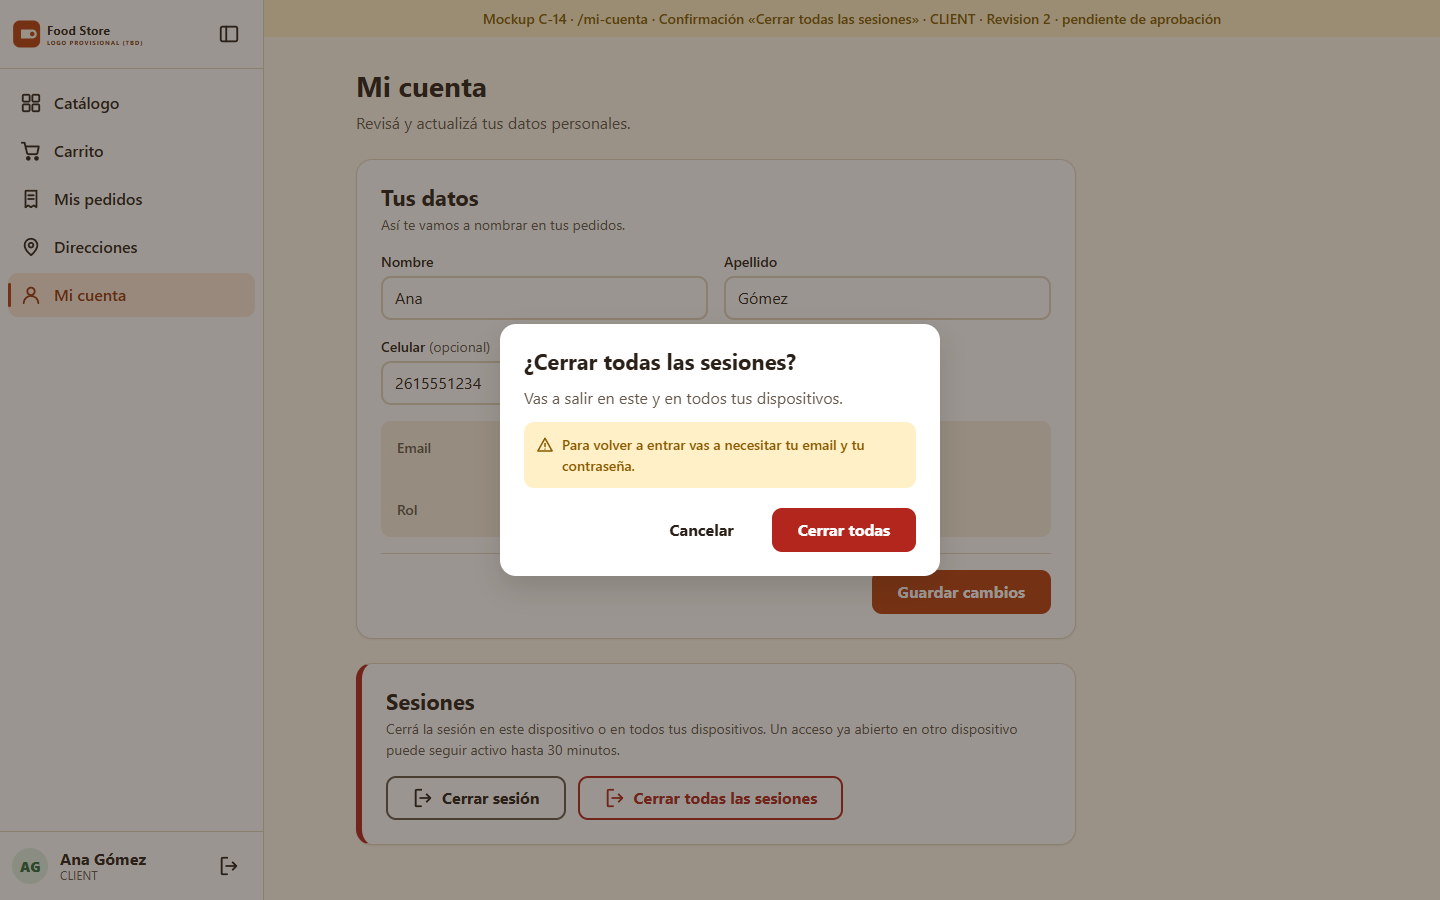 Food Store
LOGO PROVISIONAL (TBD)
Mockup C-14 · /mi-cuenta · Confirmación «Cerrar todas las sesiones» · CLIENT · Revision 2 · pendiente de aprobación
Catálogo
Carrito
Mis pedidos
Direcciones
Mi cuenta
Ana Gómez
CLIENT
AG
Mi cuenta
Revisá y actualizá tus datos personales.
Tus datos
Así te vamos a nombrar en tus pedidos.
Nombre
Apellido
Ana
Gómez
Celular (opcional)
2615551234
Email
Rol
¿Cerrar todas las sesiones?
Vas a salir en este y en todos tus dispositivos.
Para volver a entrar vas a necesitar tu email y tu
contraseña.
Cancelar
Cerrar todas
Guardar cambios
Sesiones
Cerrá la sesión en este dispositivo o en todos tus dispositivos. Un acceso ya abierto en otro dispositivo
puede seguir activo hasta 30 minutos.
Cerrar sesión
Cerrar todas las sesiones